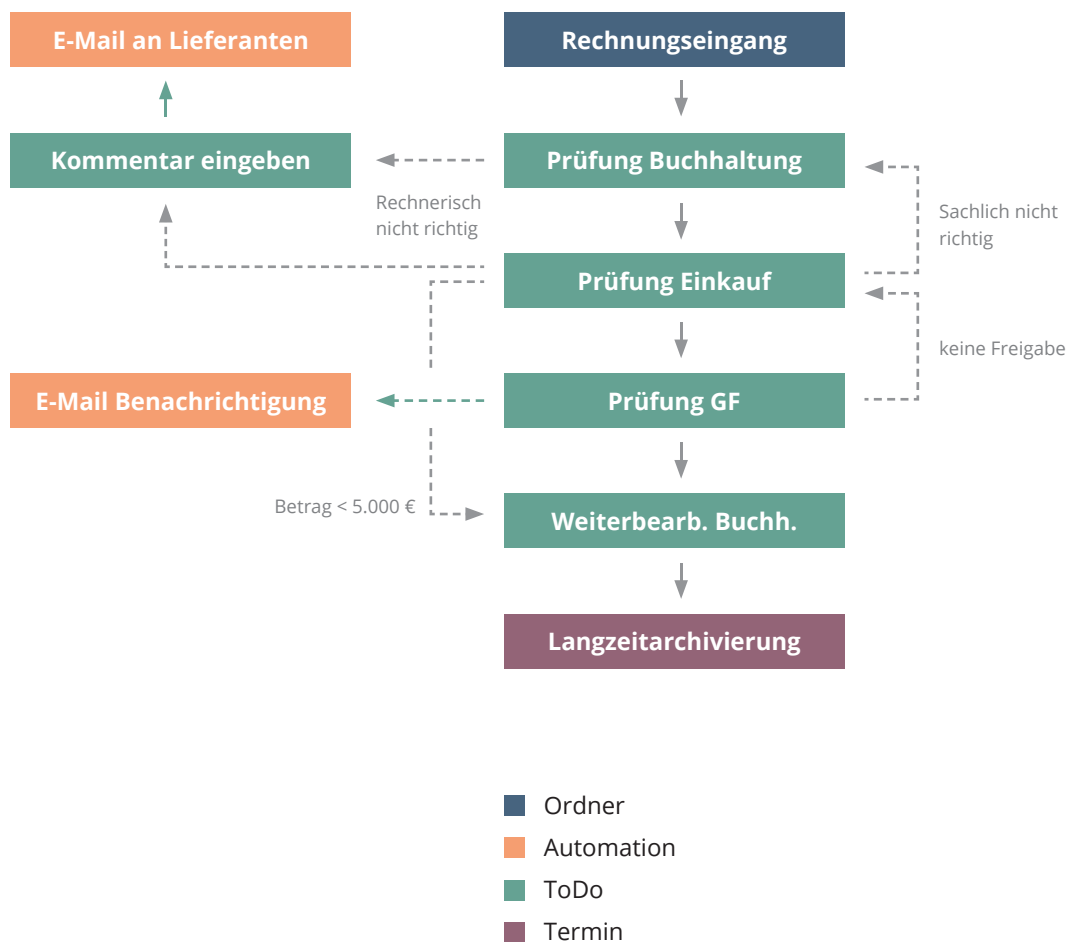 E-Mail an Lieferanten
Rechnungseingang
Kommentar eingeben
Prüfung Buchhaltung
Rechnerisch
nicht richtig
Sachlich nicht
richtig
Prüfung Einkauf
keine Freigabe
E-Mail Benachrichtigung
Prüfung GF
Betrag < 5.000 €
Weiterbearb. Buchh.
Langzeitarchivierung
Ordner
Automation
ToDo
Termin